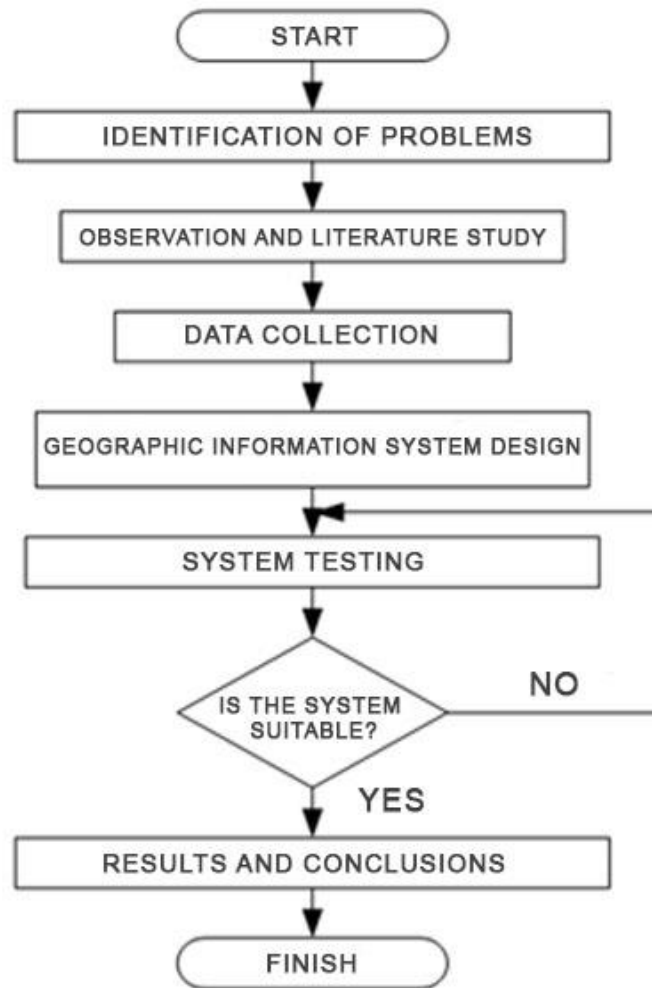 START
IDENTIFICATION OF PROBLEMS
OBSERVATION AND LITERATURE STUDY
DATA COLLECTION
GEOGRAPHIC INFORMATION SYSTEM DESIGN
SYSTEM TESTING
IS THE SYSTEM
SUITABLE?
NO
YES
RESULTS AND CONCLUSIONS
FINISH